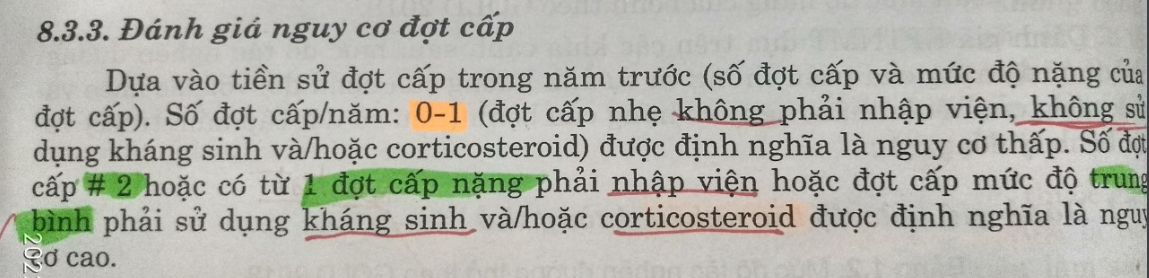 8.3.3. Đánh giá nguy cơ đợt cấp
Dựa vào tiền sử đợt cấp trong năm trước (số đợt cấp và mức độ nặng của
đợt cấp). Số đợt cấp/năm: 0-1 (đợt cấp nhẹ không phải nhập viện, không sử
dụng kháng sinh và/hoặc corticosteroid) được định nghĩa là nguy cơ thấp. Số đợt
cấp # 2 hoặc có từ 1 đợt cấp nặng phải nhập viện hoặc đợt cấp mức độ trung
bình phải sử dụng kháng sinh và/hoặc corticosteroid được định nghĩa là nguy
cơ cao.
202